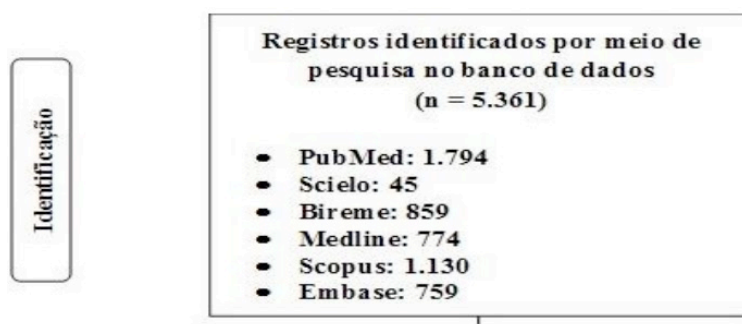 Identificação
Registros identificados por meio de
pesquisa no banco de dados
(n = 5.361)
• PubMed: 1.794
• Scielo: 45
• Bireme: 859
• Medline: 774
• Scopus: 1.130
• Embase: 759